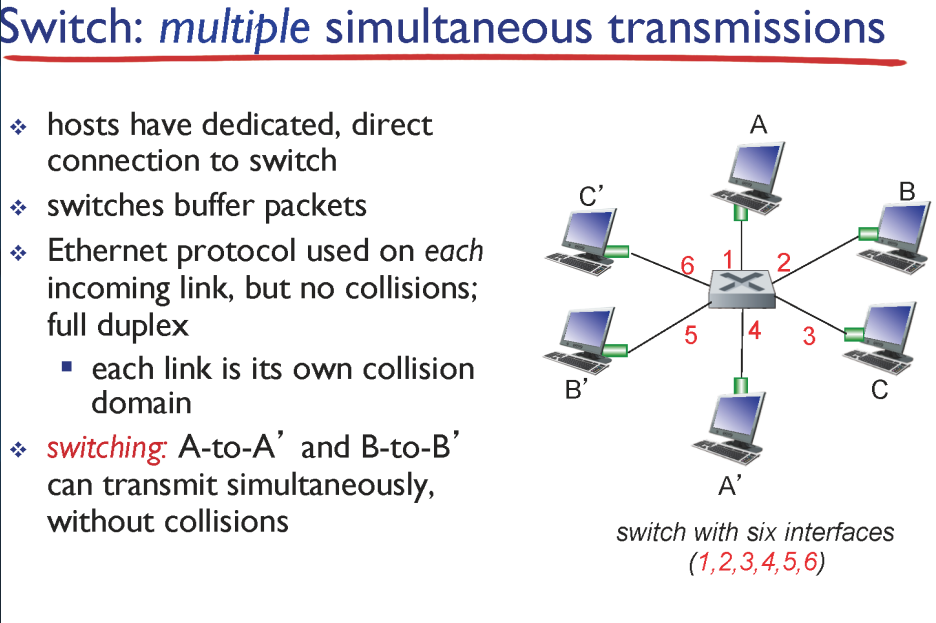 Switch: multiple simultaneous transmissions
❖ hosts have dedicated, direct
connection to switch
❖ switches buffer packets
❖ Ethernet protocol used on each
incoming link, but no collisions;
full duplex
▪ each link is its own collision
domain
❖ switching: A-to-A’ and B-to-B’
can transmit simultaneously,
without collisions
A
B
C’
6
1
2
5
4
3
B’
C
A’
switch with six interfaces
(1,2,3,4,5,6)